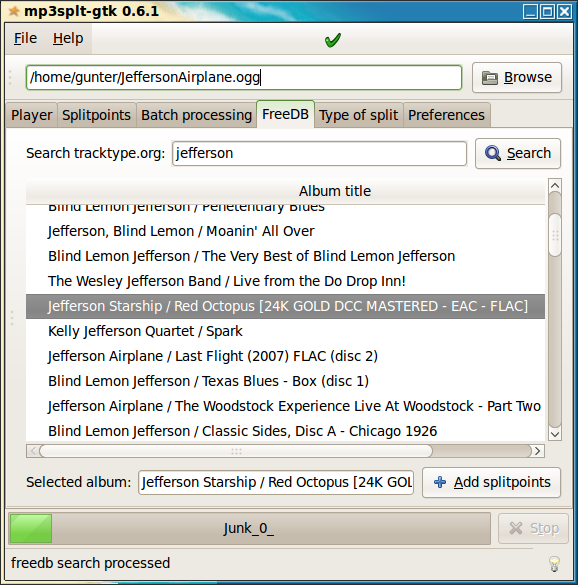 mp3splt-gtk 0.6.1
File Help
/home/gunter/JeffersonAirplane.ogg
Browse
Player Splitpoints Batch processing FreeDB Type of split Preferences
Search tracktype.org: jefferson Search
Album title
Blind Lemon Jefferson / Penetentiary Blues
Jefferson, Blind Lemon / Moanin' All Over
Blind Lemon Jefferson / The Very Best of Blind Lemon Jefferson
The Wesley Jefferson Band / Live from the Do Drop Inn!
Jefferson Starship / Red Octopus [24K GOLD DCC MASTERED - EAC - FLAC]
Kelly Jefferson Quartet / Spark
Jefferson Airplane / Last Flight (2007) FLAC (disc 2)
Blind Lemon Jefferson / Texas Blues - Box (disc 1)
Jefferson Airplane / The Woodstock Experience Live At Woodstock - Part Two
Blind Lemon Jefferson / Classic Sides, Disc A - Chicago 1926
Selected album: Jefferson Starship / Red Octopus [24K GOL Add splitpoints
Junk_0_ Stop
freedb search processed